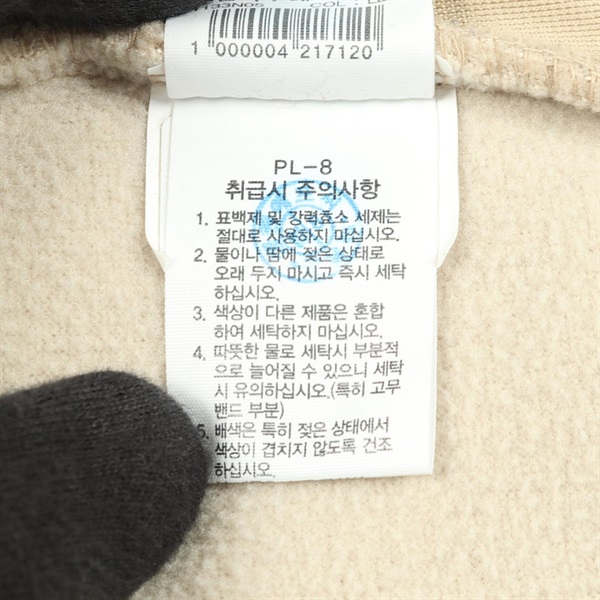 COL :
1 000004 217120
PL-8
취급시 주의사항
1. 표백제 및 강력효소 세제는
절대로 사용하지 마십시오.
2. 물이나 땀에 젖은 상태로
오래 두지 마시고 즉시 세탁
하십시오.
3. 색상이 다른 제품은 혼합
하여 세탁하지 마십시오.
4. 따뜻한 물로 세탁시 부분적
으로 늘어질 수 있으니 세탁
시 유의하십시오.(특히 고무
밴드 부분)
5. 배색은 특히 젖은 상태에서
색상이 겹치지 않도록 건조
하십시오.